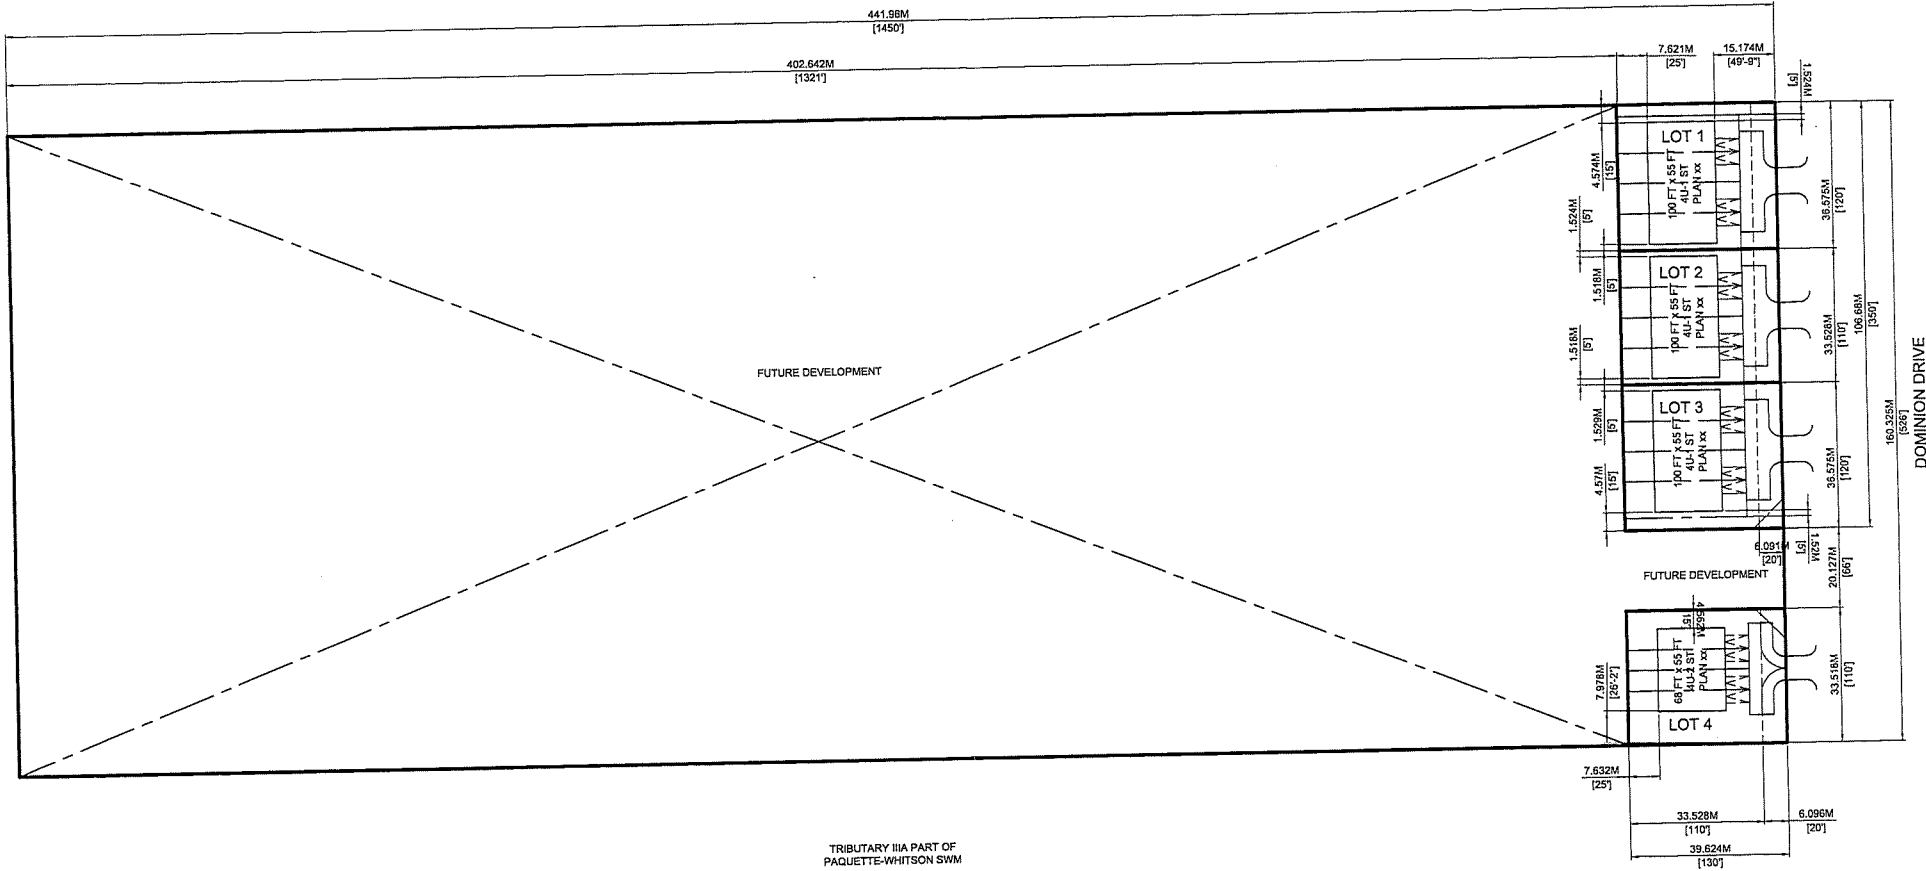 441.98M
[1450']
402.642M
[1321']
7.621M
[25']
15.174M
[49'-9"]
1.524M
[5']
LOT 1
100 FT x 55 FT
4U-1 ST
PLAN xx
4.574M
[15']
36.575M
[120']
1.524M
[5']
LOT 2
100 FT x 55 FT
4U-1 ST
PLAN xx
1.518M
[5']
33.528M
[110']
106.68M
[350']
1.518M
[5']
FUTURE DEVELOPMENT
LOT 3
100 FT x 55 FT
4U-1 ST
PLAN xx
1.529M
[5']
4.57M
[15']
36.575M
[120']
160.325M
[526']
DOMINION DRIVE
6.091M
[20']
1.52M
[5']
20.127M
[66']
FUTURE DEVELOPMENT
4.562M
15'
68 FT x 55 FT
4U-2 ST
PLAN xx
LOT 4
7.978M
[26'-2"]
33.518M
[110']
7.632M
[25']
33.528M
[110']
6.096M
[20']
39.624M
[130']
TRIBUTARY IIIA PART OF
PAQUETTE-WHITSON SWM